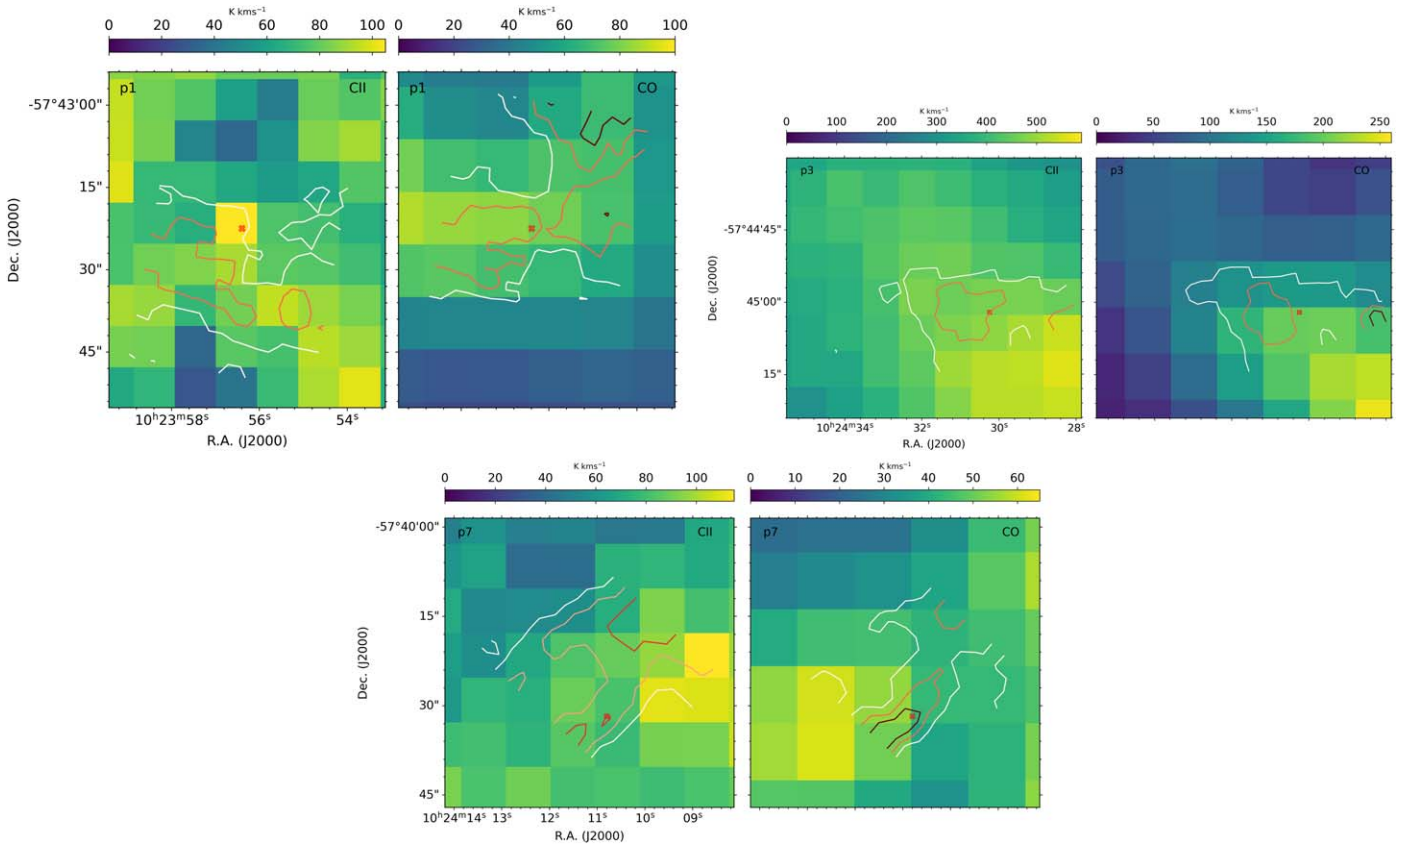 K kms⁻¹ K kms⁻¹
0 20 40 60 80 100 0 20 40 60 80 100
p1 CII p1 CO
-57°43'00"
15"
30"
45"
Dec. (J2000)
10ʰ23ᵐ58ˢ 56ˢ 54ˢ
R.A. (J2000)
K kms⁻¹ K kms⁻¹
0 100 200 300 400 500 0 50 100 150 200 250
p3 CII p3 CO
-57°44'45"
45'00"
15"
Dec. (J2000)
10ʰ24ᵐ34ˢ 32ˢ 30ˢ 28ˢ
R.A. (J2000)
K kms⁻¹ K kms⁻¹
0 20 40 60 80 100 0 10 20 30 40 50 60
p7 CII p7 CO
-57°40'00"
15"
30"
45"
Dec. (J2000)
10ʰ24ᵐ14ˢ 13ˢ 12ˢ 11ˢ 10ˢ 09ˢ
R.A. (J2000)